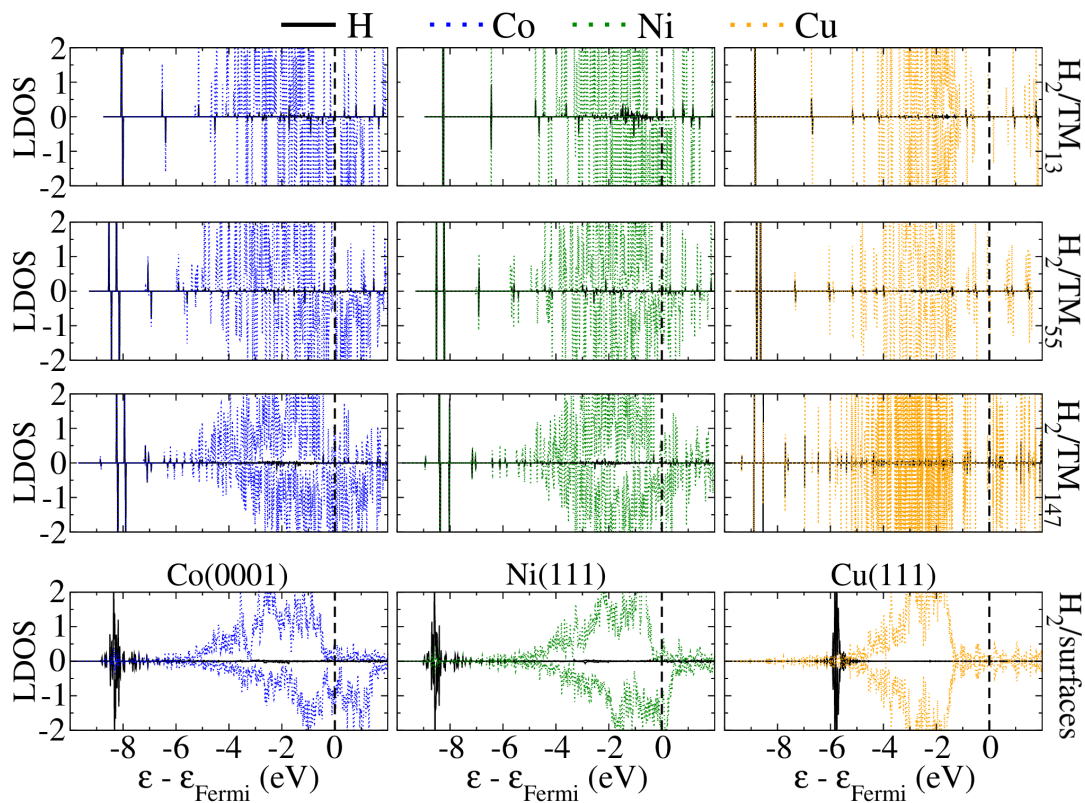 H Co Ni Cu
2
1
0
-1
-2
LDOS
H2/TM13
2
1
0
-1
-2
LDOS
H2/TM55
2
1
0
-1
-2
LDOS
H2/TM147
Co(0001) Ni(111) Cu(111)
2
1
0
-1
-2
LDOS
H2/surfaces
-8 -6 -4 -2 0 -8 -6 -4 -2 0 -8 -6 -4 -2 0 2
ε - εFermi (eV) ε - εFermi (eV) ε - εFermi (eV)